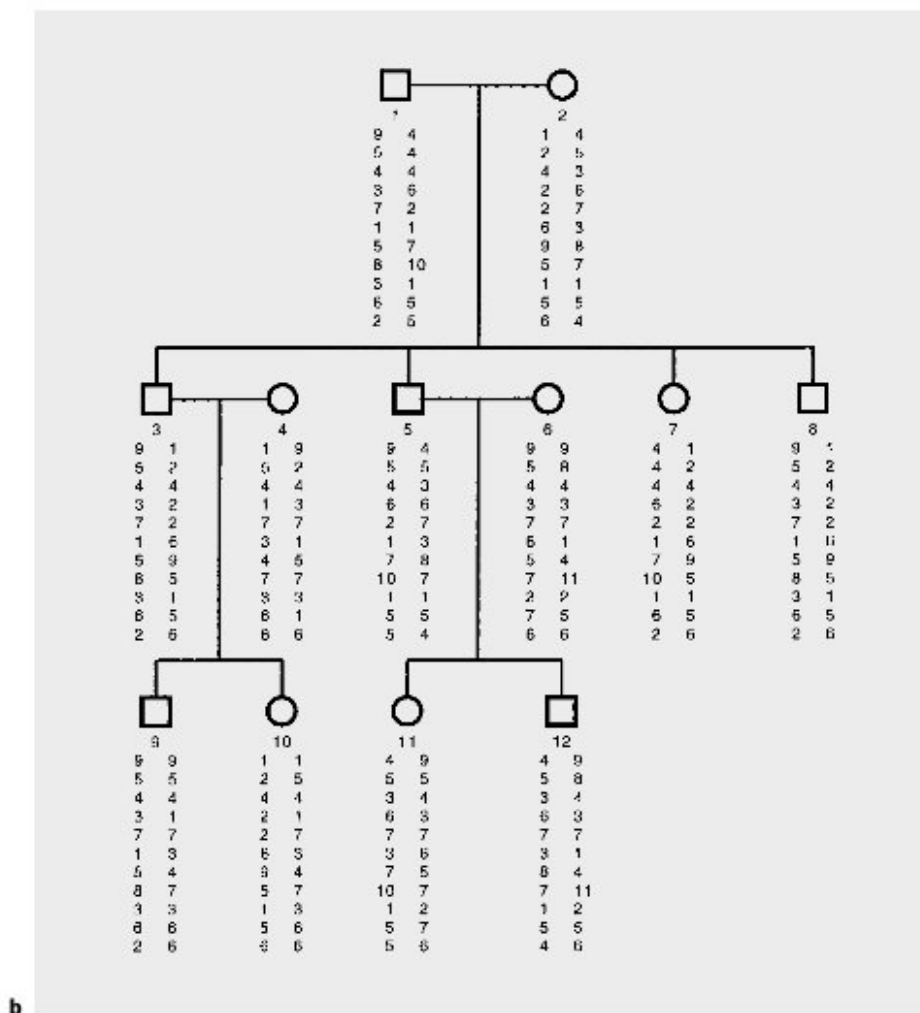 1 2
9 4 1 4
5 4 2 5
4 4 4 3
3 6 2 6
7 2 2 7
1 1 6 3
5 7 9 8
8 10 5 7
3 1 1 1
6 5 5 5
2 5 6 4
3 4 5 6 7 8
9 1 1 9 9 4 9 9 4 1 9
5 2 5 2 5 5 5 8 4 2 5 2
4 4 4 4 4 3 4 4 4 4 4 4
3 2 1 3 6 6 3 3 6 2 3 2
7 2 7 7 2 7 7 7 2 2 7 2
1 6 3 1 1 3 6 1 1 6 1 6
5 9 4 5 7 8 5 4 7 9 5 9
8 5 7 7 10 7 7 11 10 5 8 5
3 1 3 3 1 1 2 2 1 1 3 1
6 5 6 1 5 5 7 5 6 5 6 5
2 6 6 6 5 4 6 6 2 6 2 6
9 10 11 12
9 9 1 1 4 9 4 9
5 5 2 5 5 5 5 8
4 4 4 4 3 4 3 4
3 1 2 1 6 3 6 3
7 7 2 7 7 7 7 7
1 3 6 3 3 6 3 1
5 4 9 4 7 5 8 4
8 7 5 7 10 7 7 11
3 3 1 3 1 2 1 2
6 6 5 6 5 7 5 5
2 6 6 6 5 6 4 6
b